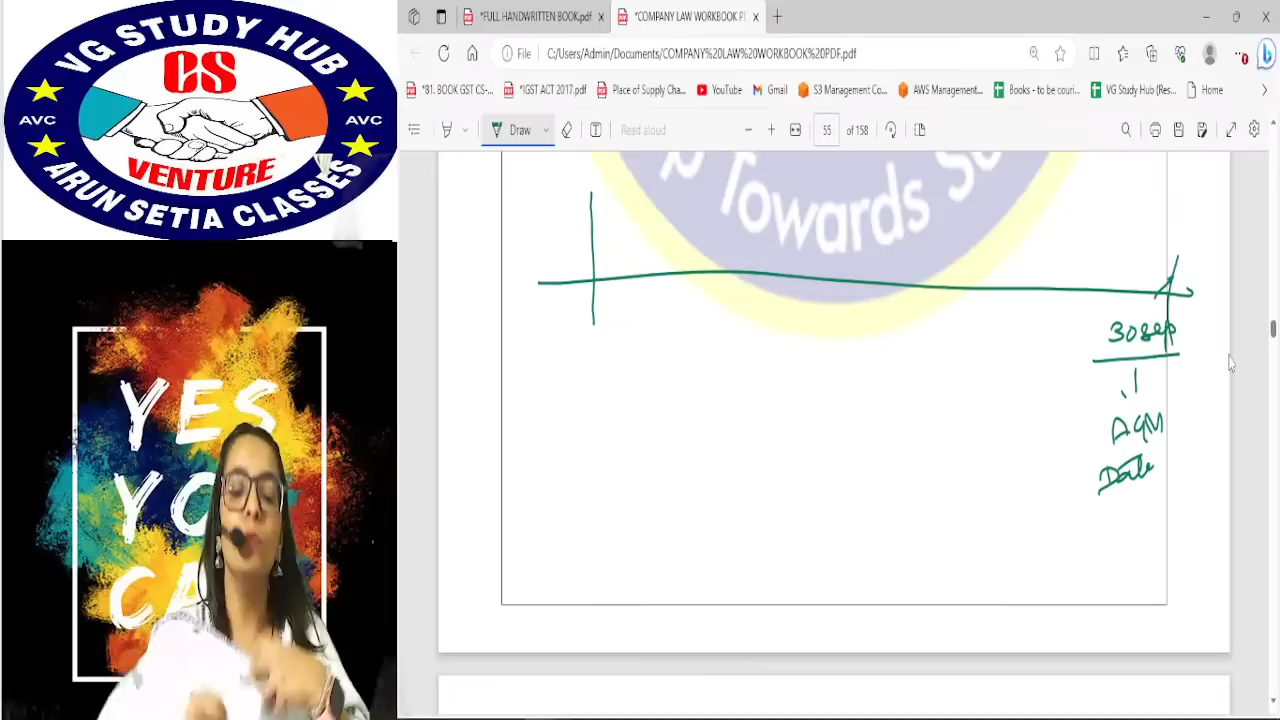 VG STUDY HUB
CS
AVC
AVC
VENTURE
ARUN SETIA CLASSES
YES
YO
CA
*FULL HANDWRITTEN BOOK.pdf
*COMPANY LAW WORKBOOK P
File
C:/Users/Admin/Documents/COMPANY%20LAW%20WORKBOOK%20PDF.pdf
*81. BOOK GST CS-...
*IGST ACT 2017.pdf
Place of Supply Cha...
YouTube
Gmail
S3 Management Co...
AWS Management...
Books - to be couri...
VG Study Hub (Res...
Home
Draw
Read aloud
55
of 158
p Towards Su
30sep
AGM
Date